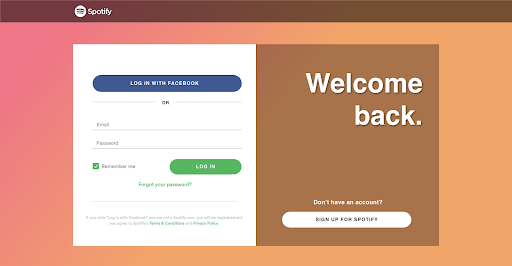 Spotify
LOG IN WITH FACEBOOK
OR
Email
Password
Remember me
LOG IN
Forgot your password?
If you click "Log in with Facebook" and are not a Spotify user, you will be registered and
you agree to Spotify's Terms & Conditions and Privacy Policy
Welcome
back.
Don't have an account?
SIGN UP FOR SPOTIFY